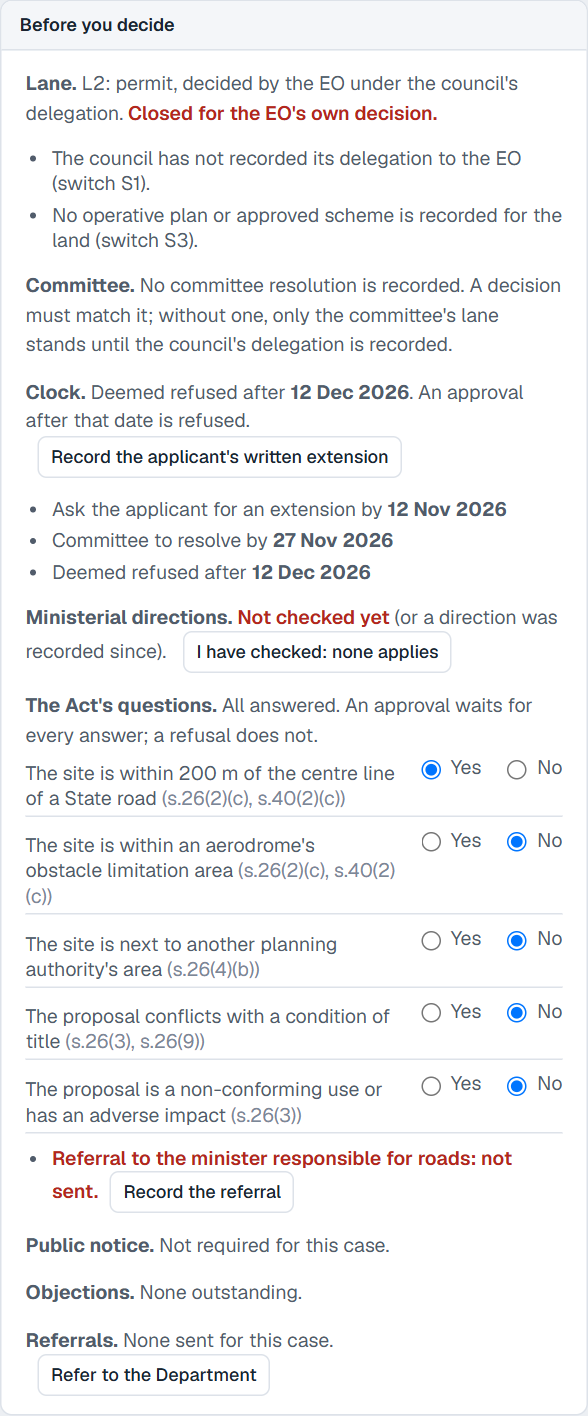 Before you decide
Lane. L2: permit, decided by the EO under the council's
delegation. Closed for the EO's own decision.
• The council has not recorded its delegation to the EO
(switch S1).
• No operative plan or approved scheme is recorded for the
land (switch S3).
Committee. No committee resolution is recorded. A decision
must match it; without one, only the committee's lane
stands until the council's delegation is recorded.
Clock. Deemed refused after 12 Dec 2026. An approval
after that date is refused.
Record the applicant's written extension
• Ask the applicant for an extension by 12 Nov 2026
• Committee to resolve by 27 Nov 2026
• Deemed refused after 12 Dec 2026
Ministerial directions. Not checked yet (or a direction was
recorded since). I have checked: none applies
The Act's questions. All answered. An approval waits for
every answer; a refusal does not.
The site is within 200 m of the centre line Yes No
of a State road (s.26(2)(c), s.40(2)(c))
The site is within an aerodrome's Yes No
obstacle limitation area (s.26(2)(c), s.40(2)
(c))
The site is next to another planning Yes No
authority's area (s.26(4)(b))
The proposal conflicts with a condition of Yes No
title (s.26(3), s.26(9))
The proposal is a non-conforming use or Yes No
has an adverse impact (s.26(3))
• Referral to the minister responsible for roads: not
sent. Record the referral
Public notice. Not required for this case.
Objections. None outstanding.
Referrals. None sent for this case.
Refer to the Department